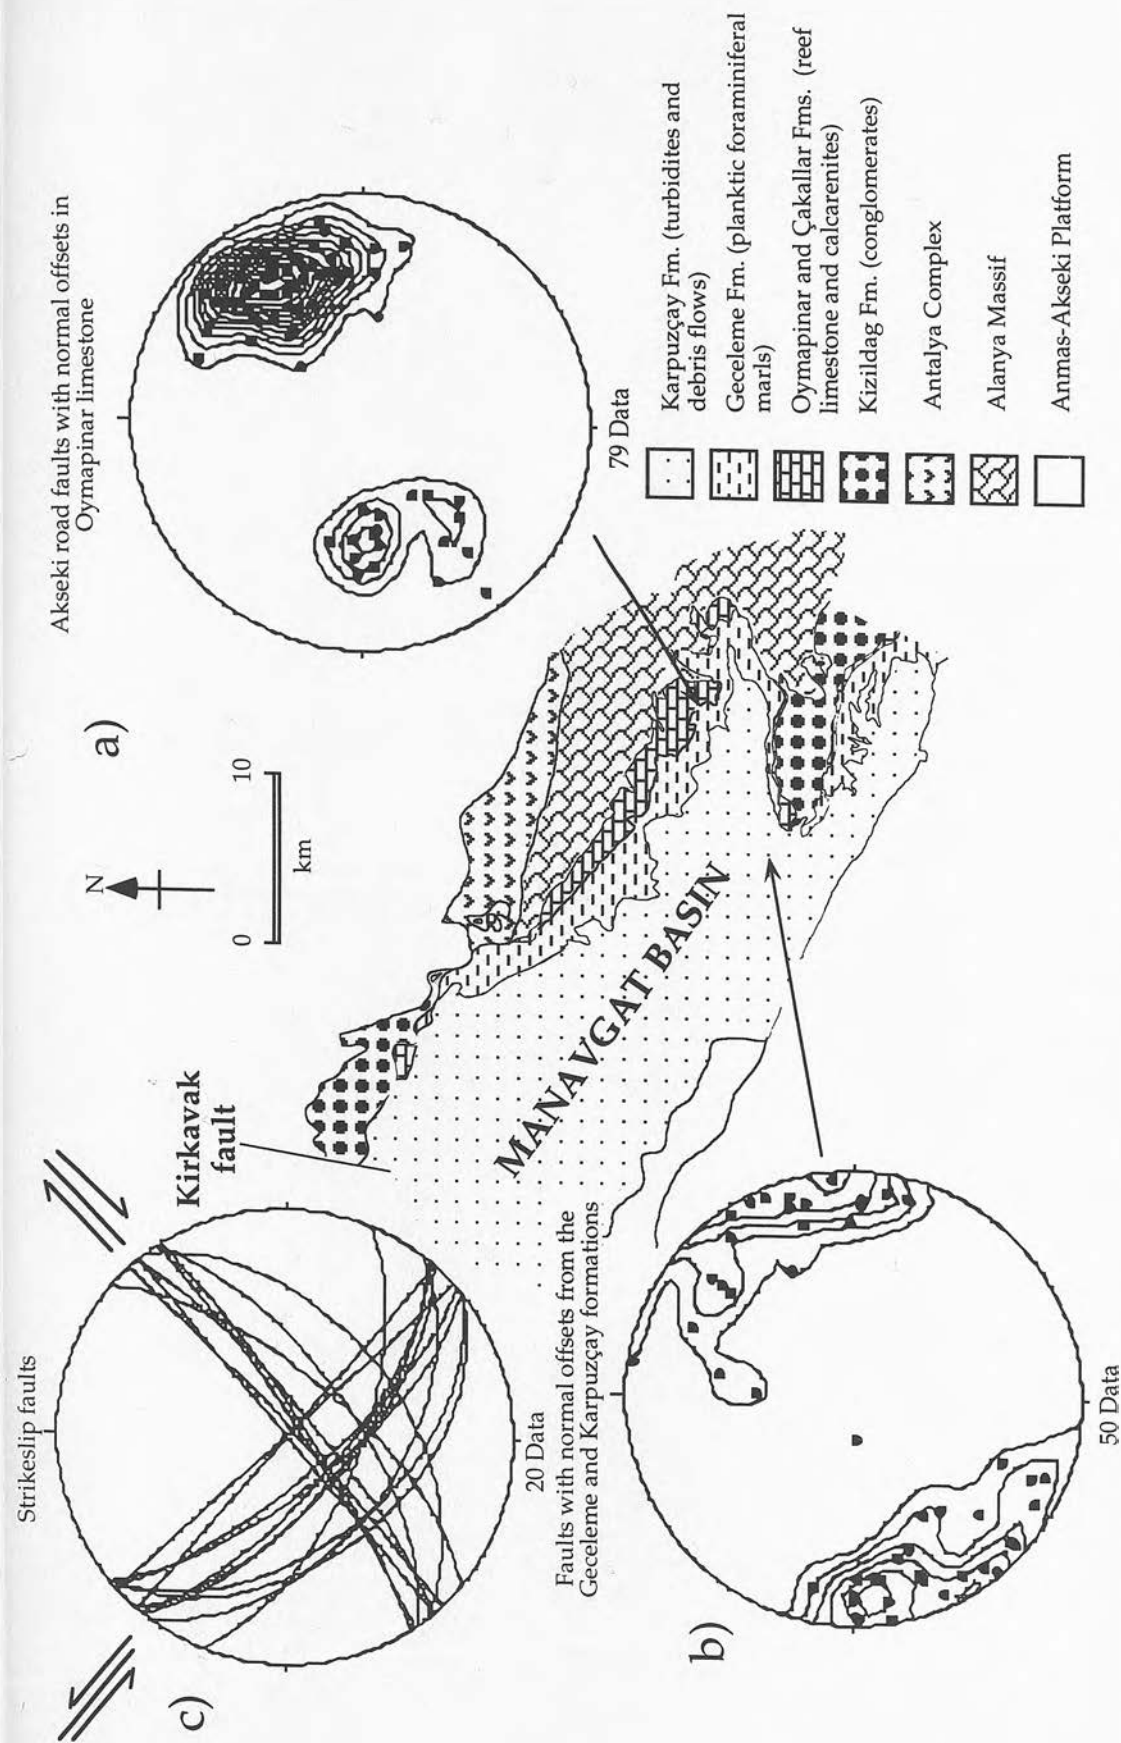 Strikeslip faults
c)
20 Data
Kirkavak
fault
N
0
10
km
a)
Akseki road faults with normal offsets in
Oymapinar limestone
79 Data
Faults with normal offsets from the
Geceleme and Karpuzçay formations
b)
50 Data
MANAVGAT BASIN
Karpuzçay Fm. (turbidites and
debris flows)
Geceleme Fm. (planktic foraminiferal
marls)
Oymapinar and Çakallar Fms. (reef
limestone and calcarenites)
Kizildag Fm. (conglomerates)
Antalya Complex
Alanya Massif
Anmas-Akseki Platform